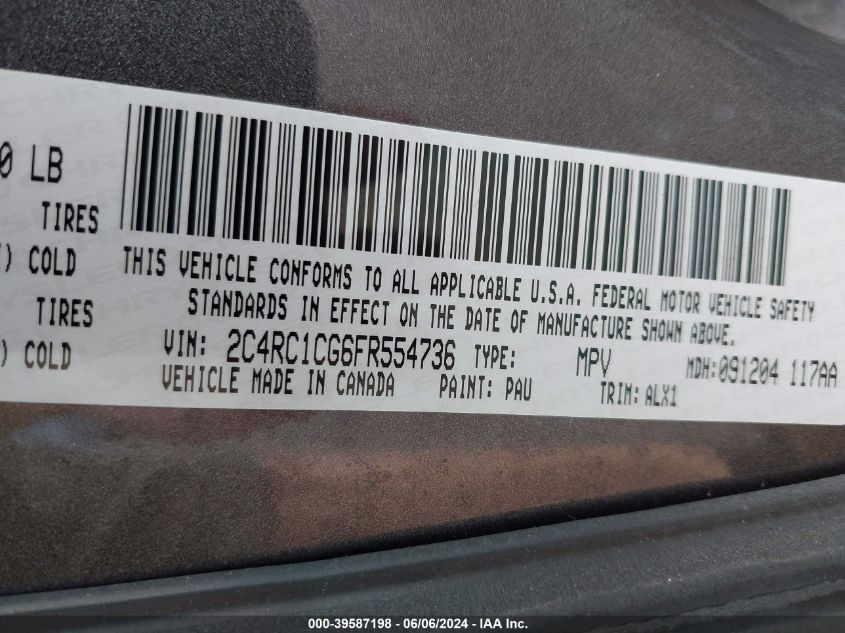 0 LB
TIRES
) COLD
TIRES
) COLD
THIS VEHICLE CONFORMS TO ALL APPLICABLE U.S.A. FEDERAL MOTOR VEHICLE SAFETY
STANDARDS IN EFFECT ON THE DATE OF MANUFACTURE SHOWN ABOVE.
VIN: 2C4RC1CG6FR554736 TYPE: MPV MDH:091204 117AA
VEHICLE MADE IN CANADA PAINT: PAU TRIM: ALX1
000-39587198 - 06/06/2024 - IAA Inc.